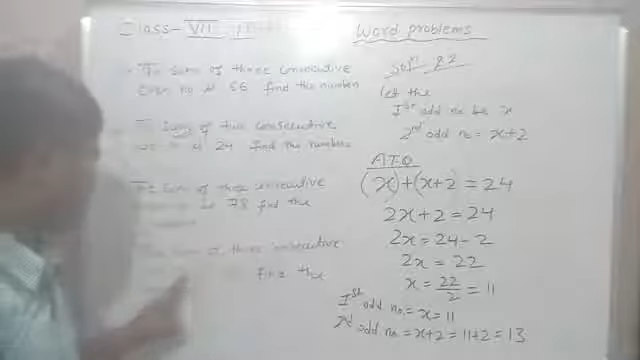 Class-VII
Word problems
The sum of three consecutive
Even no is 66 find the number
sum of two consecutive
is 24 find the numbers
The sum of three consecutive
is 78 find the
sum of three consecutive
find the
Solⁿ Q2
Let the
Iˢᵗ odd no. be x
2ⁿᵈ odd no = x+2
ATQ
(x)+(x+2)=24
2x+2=24
2x=24-2
2x=22
x=22/2=11
Iˢᵗ odd no.=x=11
odd no.=x+2=11+2=13